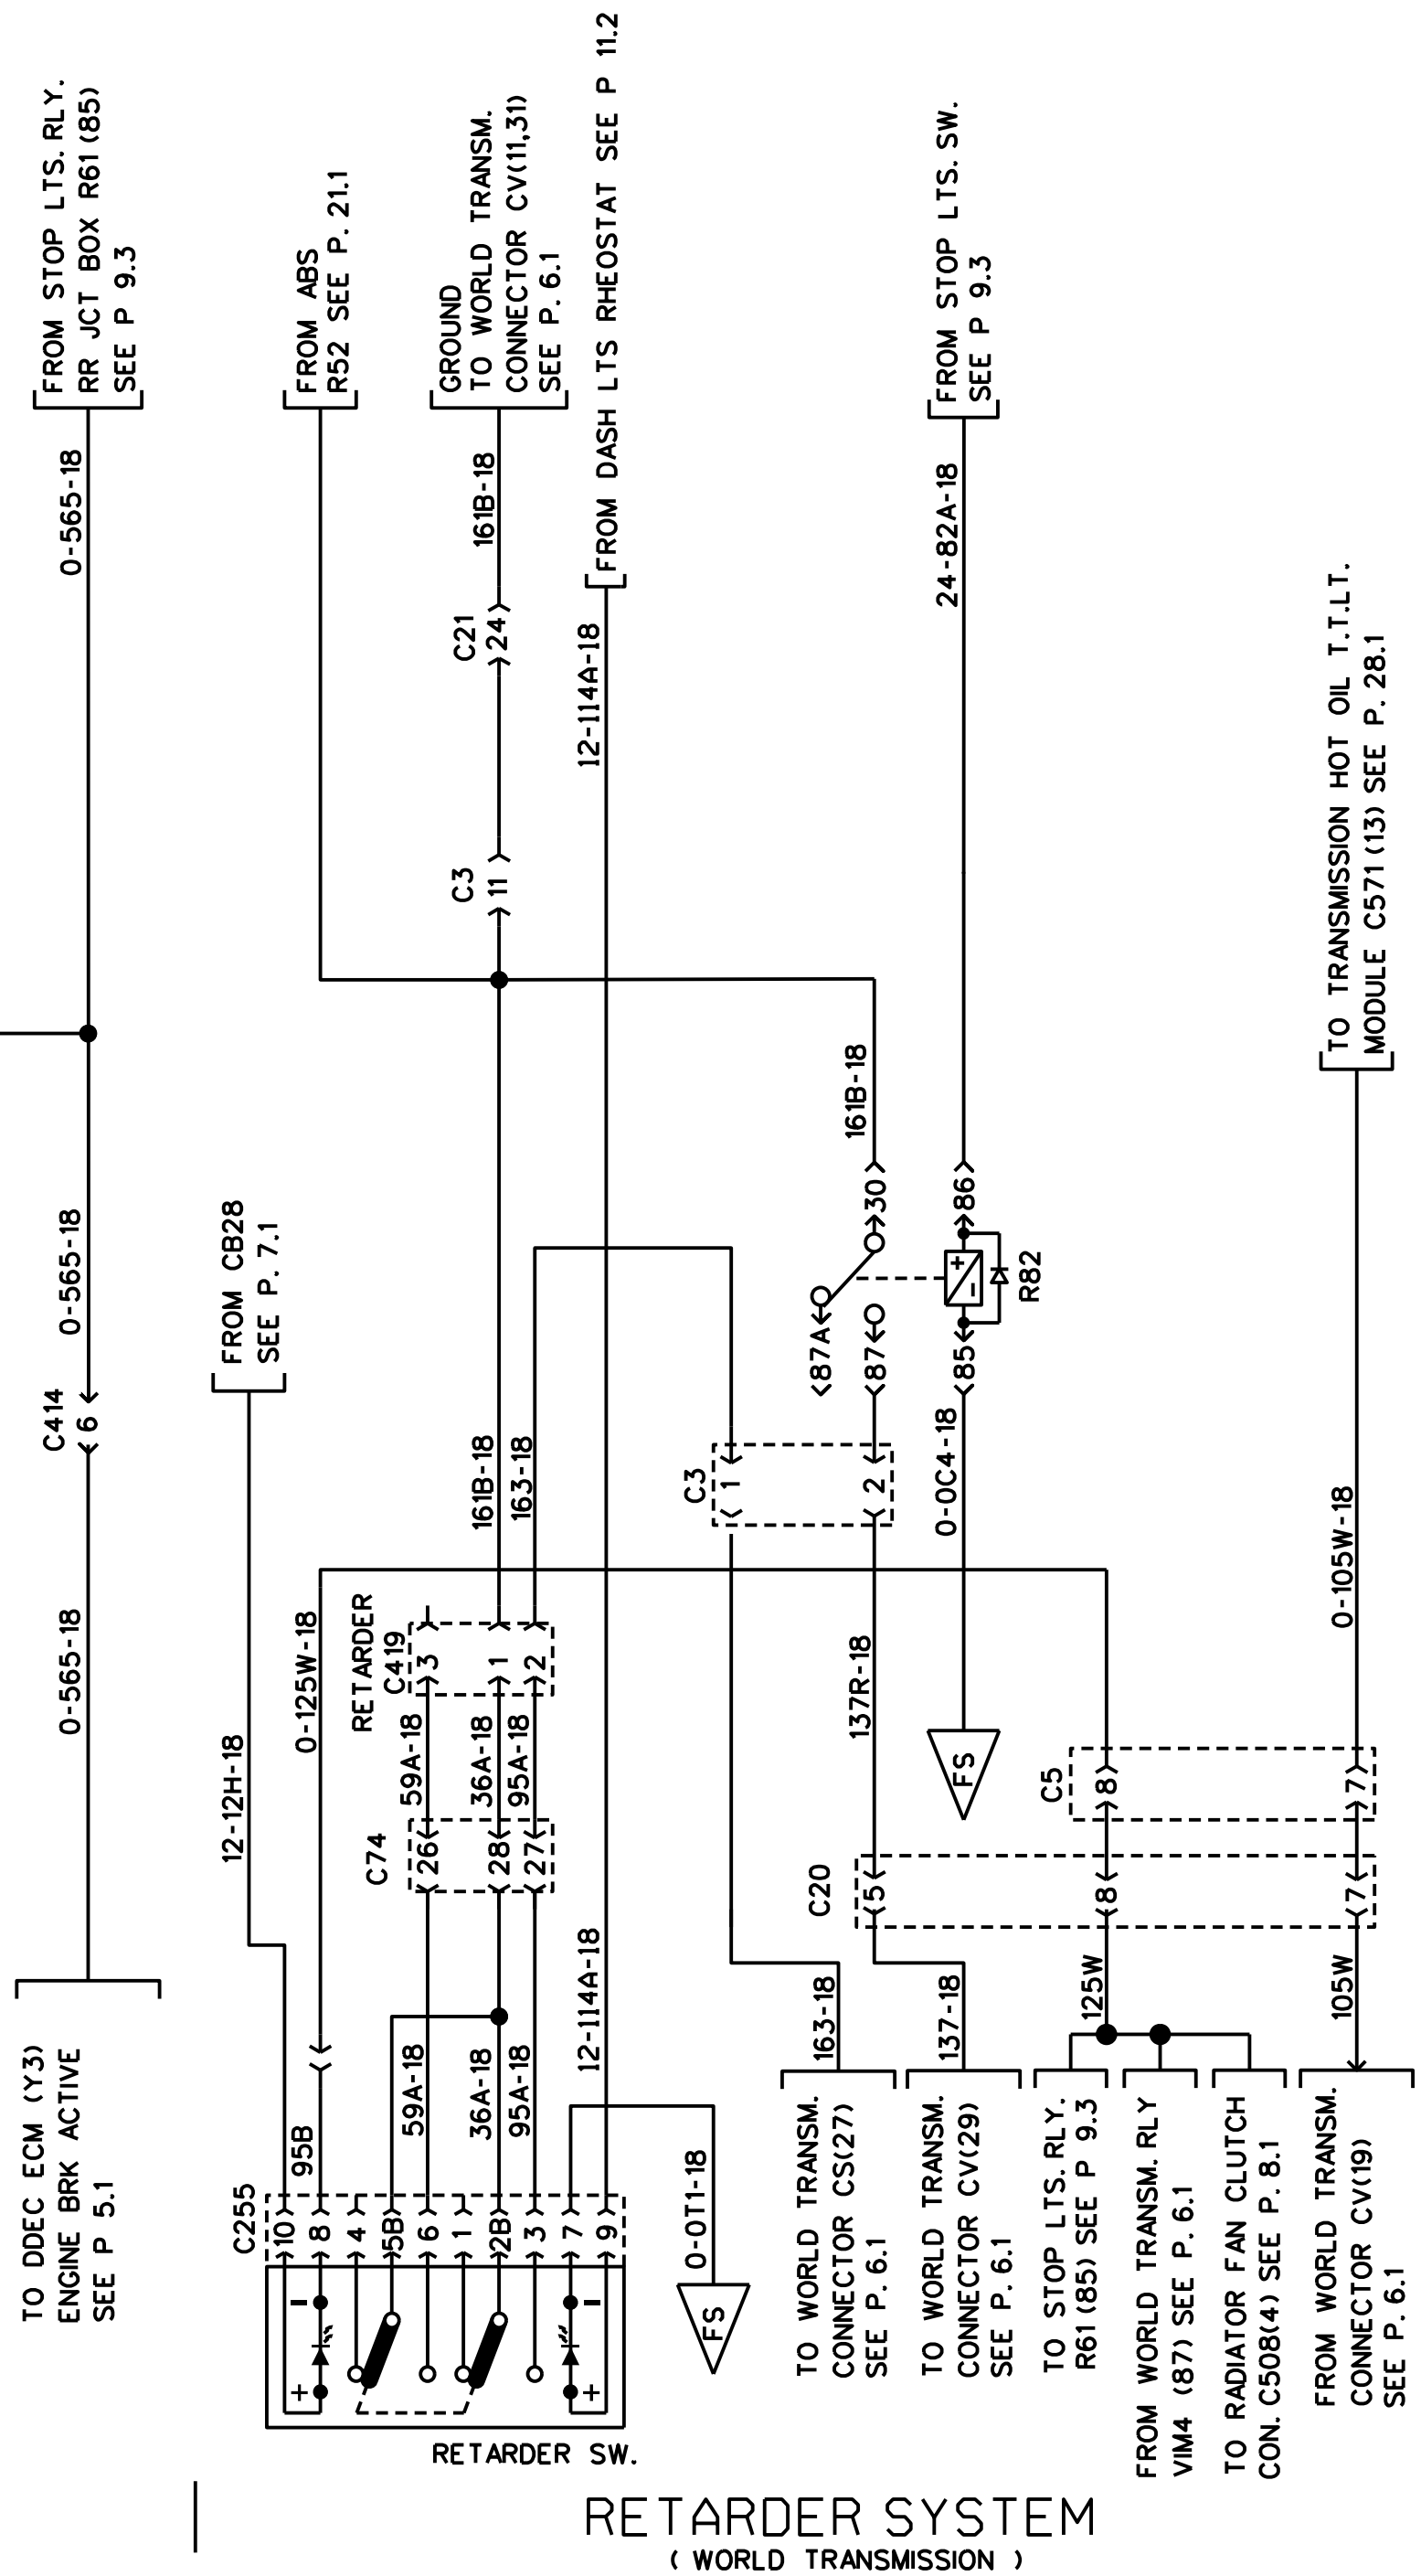 FROM STOP LTS. RLY.
RR JCT BOX R61 (85)
SEE P 9.3
0-565-18
0-565-18
C414
6
0-565-18
TO DDEC ECM (Y3)
ENGINE BRK ACTIVE
SEE P 5.1
FROM CB28
SEE P. 7.1
12-12H-18
FROM ABS
R52 SEE P. 21.1
0-125W-18
95B
GROUND
TO WORLD TRANSM.
CONNECTOR CV(11,31)
SEE P. 6.1
161B-18
C21
24
C3
11
161B-18
163-18
RETARDER
C419
3
1
2
59A-18
36A-18
95A-18
C74
26
28
27
59A-18
36A-18
95A-18
FROM DASH LTS RHEOSTAT SEE P 11.2
12-114A-18
12-114A-18
C255
10
8
4
5B
6
1
2B
3
7
9
+
-
+
-
RETARDER SW.
0-0T1-18
FS
FROM STOP LTS. SW.
SEE P 9.3
24-82A-18
161B-18
30
86
87A
87
85
+
-
R82
C3
1
2
0-0C4-18
FS
137R-18
C20
5
8
7
C5
8
7
163-18
137-18
125W
105W
TO TRANSMISSION HOT OIL T.T.LT.
MODULE C571 (13) SEE P. 28.1
0-105W-18
TO WORLD TRANSM.
CONNECTOR CS(27)
SEE P. 6.1
TO WORLD TRANSM.
CONNECTOR CV(29)
SEE P. 6.1
TO STOP LTS. RLY.
R61 (85) SEE P 9.3
FROM WORLD TRANSM. RLY
VIM4 (87) SEE P. 6.1
TO RADIATOR FAN CLUTCH
CON. C508(4) SEE P. 8.1
FROM WORLD TRANSM.
CONNECTOR CV(19)
SEE P. 6.1
RETARDER SYSTEM
( WORLD TRANSMISSION )